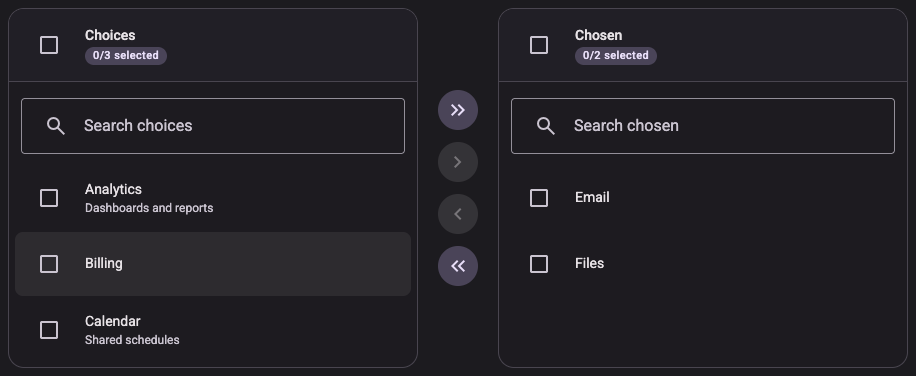 Choices
0/3 selected
Search choices
Analytics
Dashboards and reports
Billing
Calendar
Shared schedules
Chosen
0/2 selected
Search chosen
Email
Files